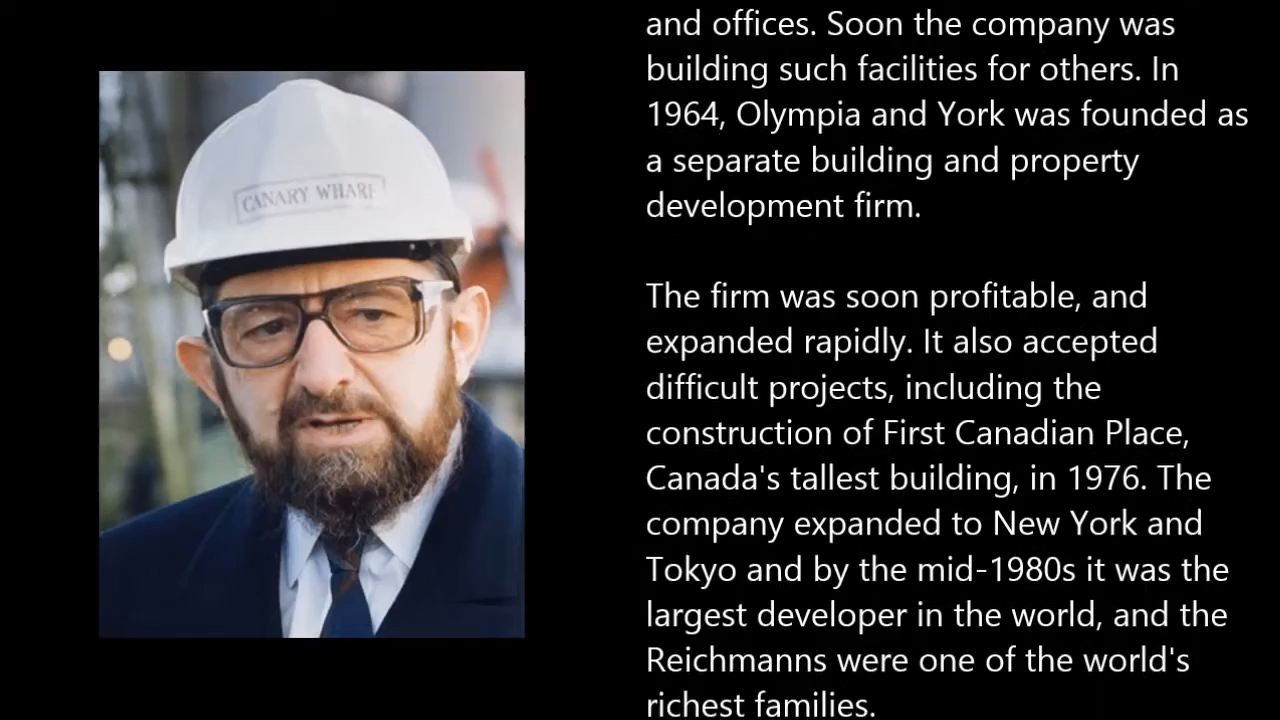 CANARY WHARF
and offices. Soon the company was
building such facilities for others. In
1964, Olympia and York was founded as
a separate building and property
development firm.
The firm was soon profitable, and
expanded rapidly. It also accepted
difficult projects, including the
construction of First Canadian Place,
Canada's tallest building, in 1976. The
company expanded to New York and
Tokyo and by the mid-1980s it was the
largest developer in the world, and the
Reichmanns were one of the world's
richest families.